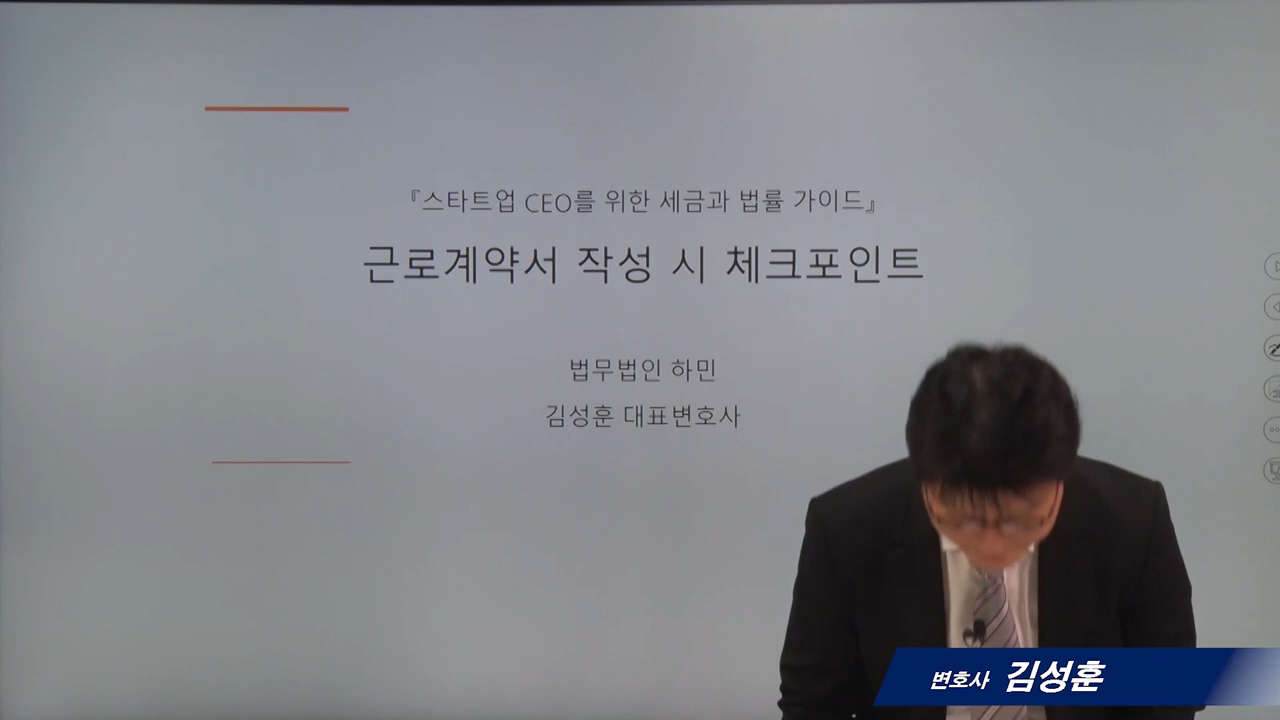 『스타트업 CEO를 위한 세금과 법률 가이드』
근로계약서 작성 시 체크포인트
법무법인 하민
김성훈 대표변호사
변호사 김성훈